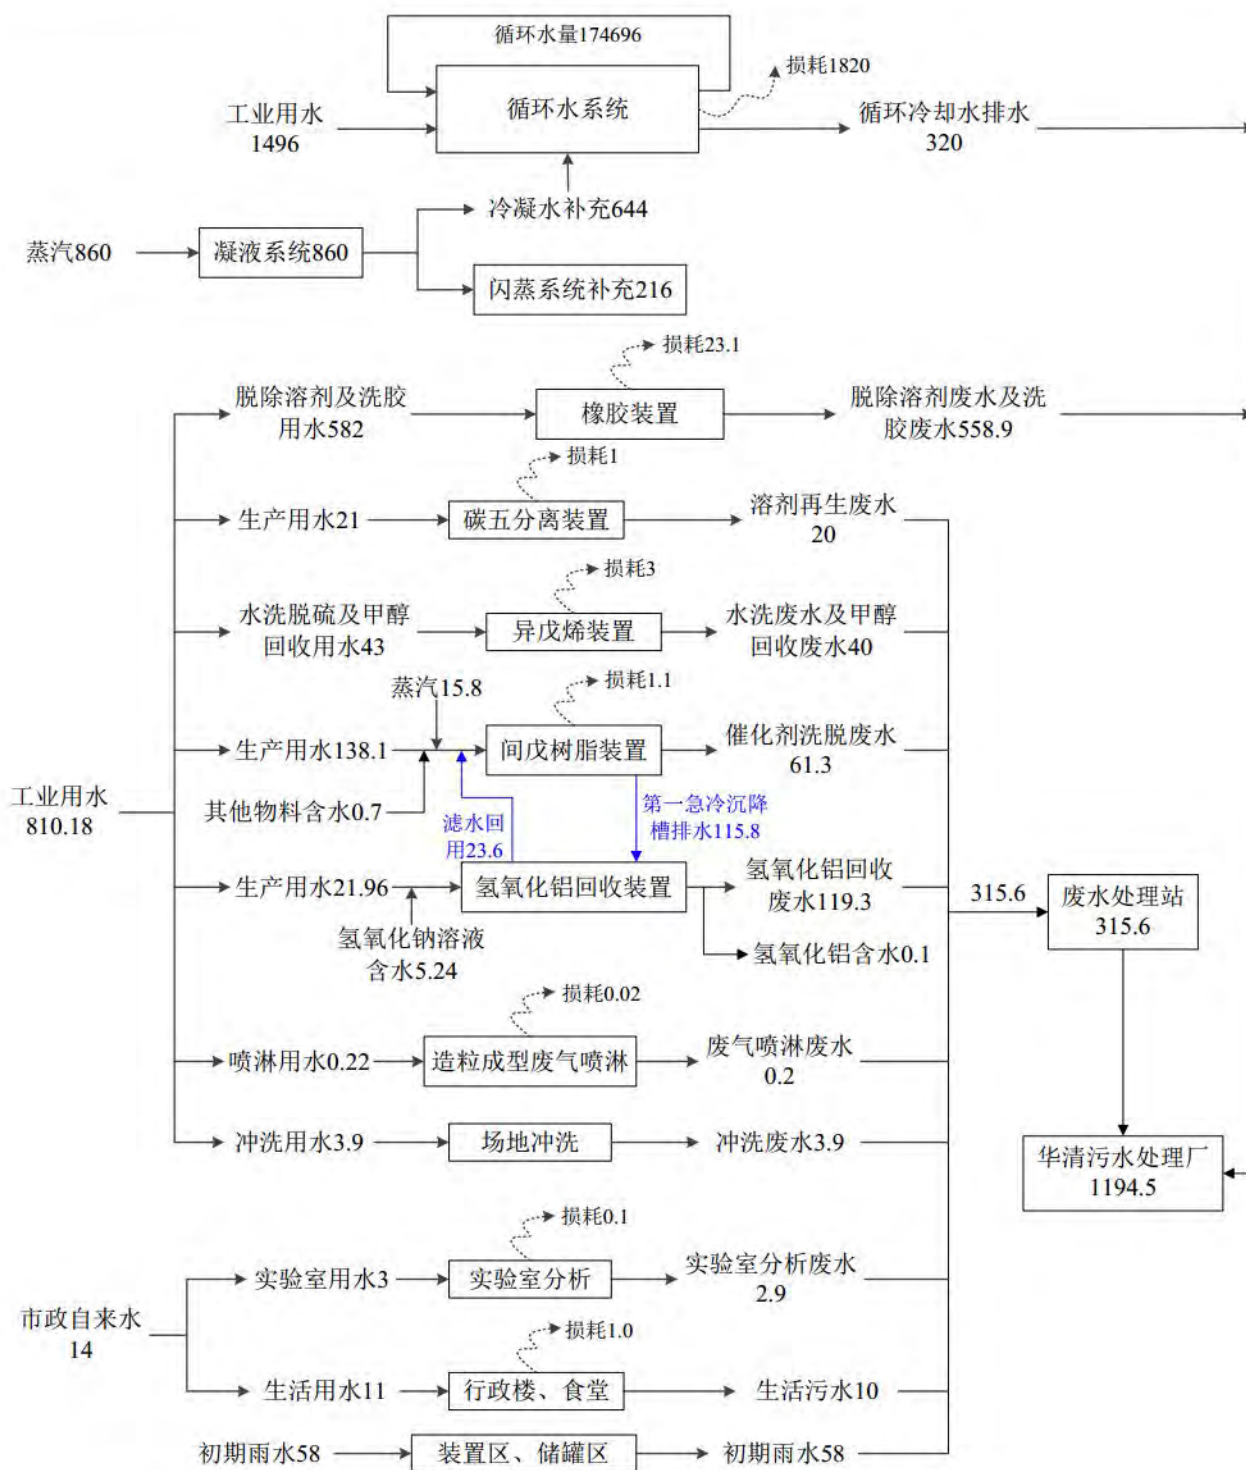 循环水量174696
损耗1820
循环水系统
工业用水
1496
循环冷却水排水
320
冷凝水补充644
蒸汽860
凝液系统860
闪蒸系统补充216
损耗23.1
脱除溶剂及洗胶
用水582
橡胶装置
脱除溶剂废水及洗
胶废水558.9
损耗1
生产用水21
碳五分离装置
溶剂再生废水
20
损耗3
水洗脱硫及甲醇
回收用水43
异戊烯装置
水洗废水及甲醇
回收废水40
蒸汽15.8
损耗1.1
生产用水138.1
间戊树脂装置
催化剂洗脱废水
61.3
工业用水
810.18
其他物料含水0.7
滤水回
用23.6
第一急冷沉降
槽排水115.8
生产用水21.96
氢氧化铝回收装置
氢氧化铝回收
废水119.3
315.6
废水处理站
315.6
氢氧化钠溶液
含水5.24
氢氧化铝含水0.1
损耗0.02
喷淋用水0.22
造粒成型废气喷淋
废气喷淋废水
0.2
冲洗用水3.9
场地冲洗
冲洗废水3.9
华清污水处理厂
1194.5
损耗0.1
实验室用水3
实验室分析
实验室分析废水
2.9
市政自来水
14
损耗1.0
生活用水11
行政楼、食堂
生活污水10
初期雨水58
装置区、储罐区
初期雨水58